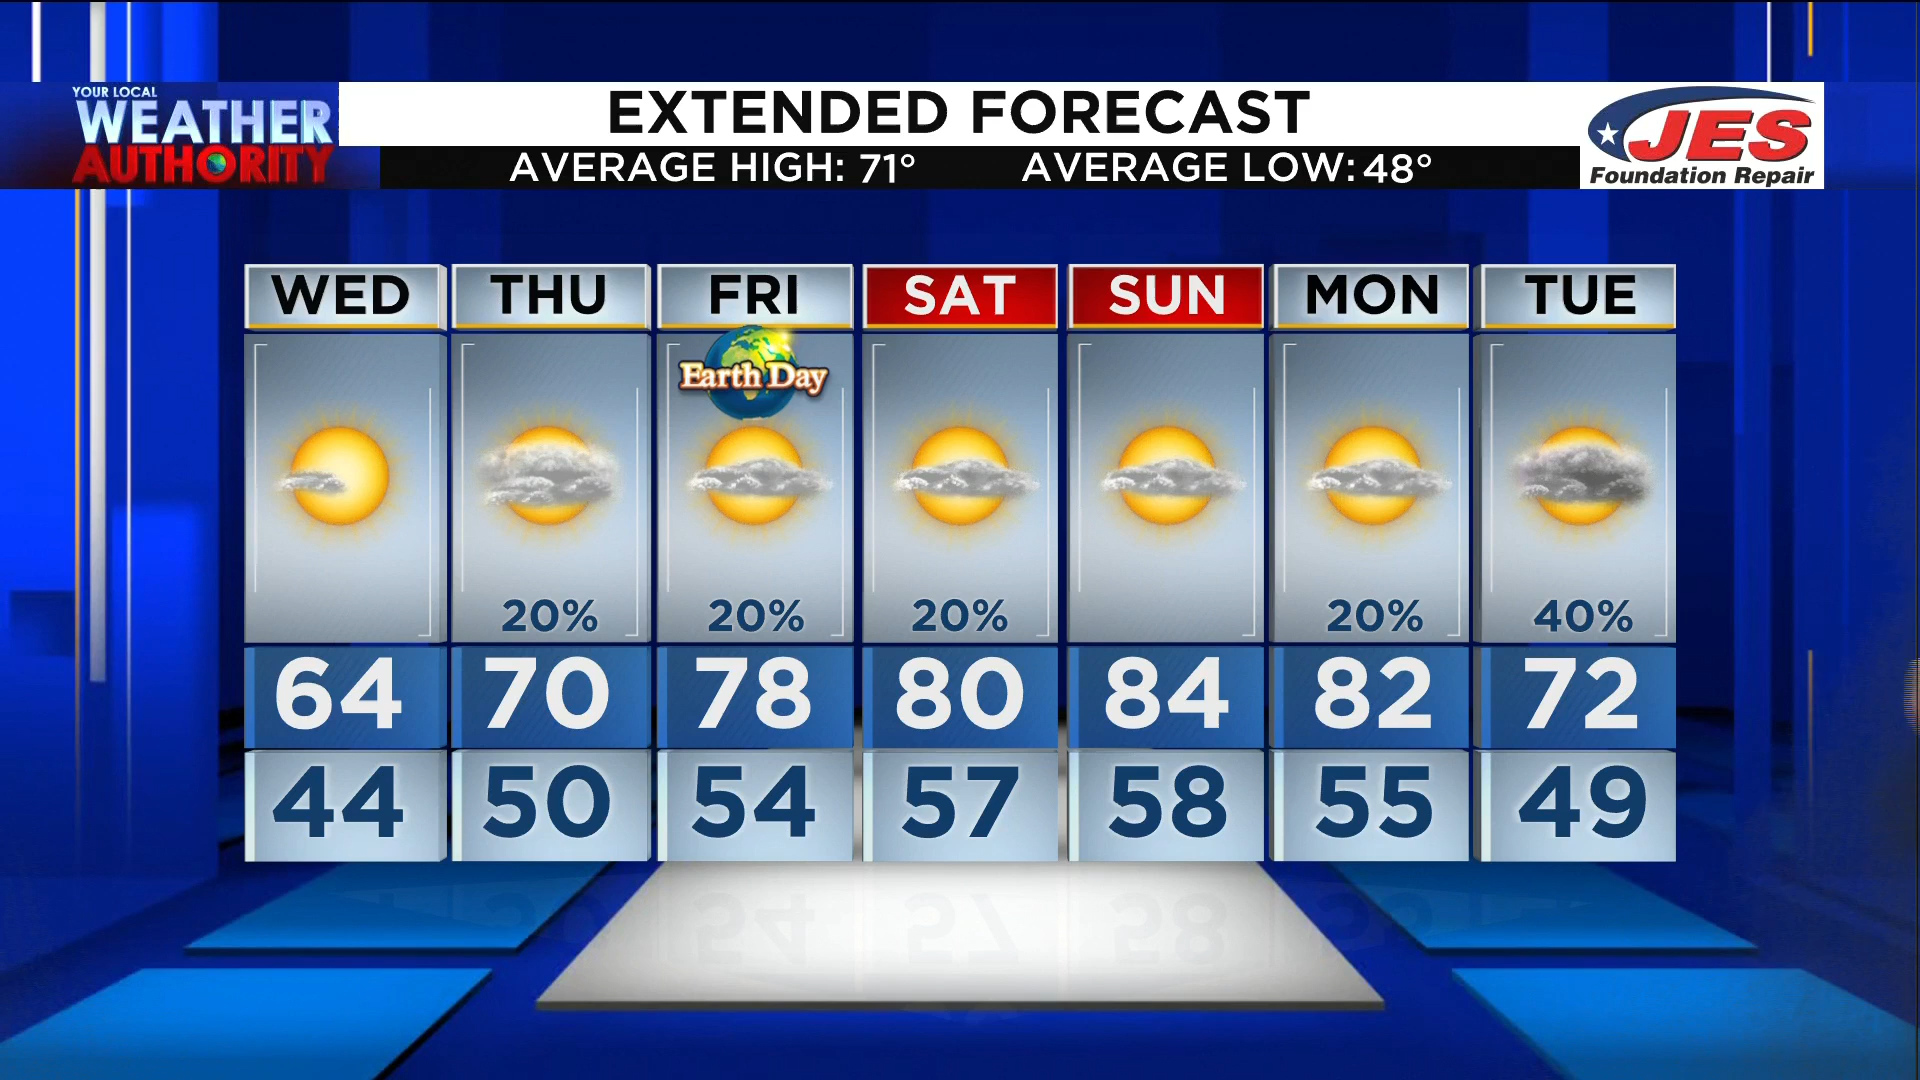 YOUR LOCAL
WEATHER
AUTHORITY
EXTENDED FORECAST
AVERAGE HIGH: 71° AVERAGE LOW: 48°
JES
Foundation Repair
WED THU FRI SAT SUN MON TUE
Earth Day
20% 20% 20% 20% 40%
64 70 78 80 84 82 72
44 50 54 57 58 55 49